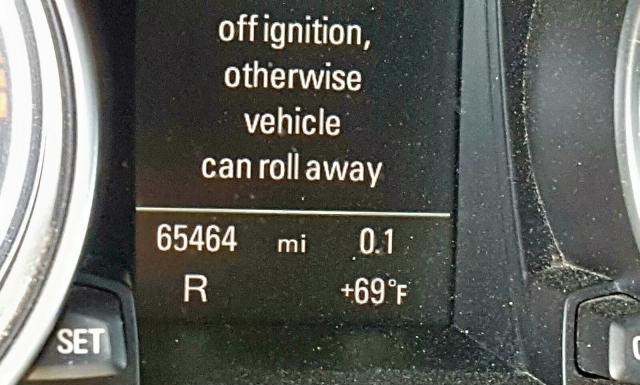 off ignition,
otherwise
vehicle
can roll away
65464 mi 0.1
R +69°F
SET